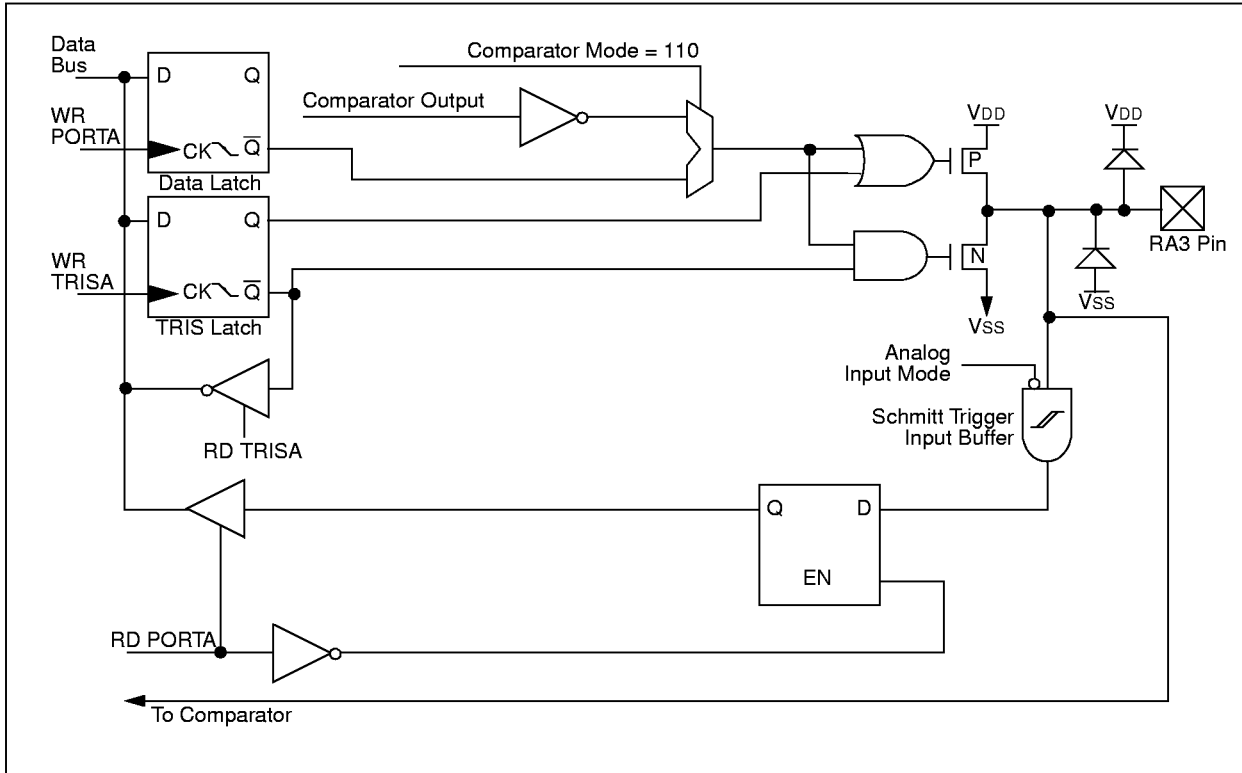 Data
Bus
D
Q
WR
PORTA
CK
Q
Data Latch
Comparator Mode = 110
Comparator Output
D
Q
WR
TRISA
CK
Q
TRIS Latch
RD TRISA
VDD
P
VDD
RA3 Pin
N
VSS
VSS
Analog
Input Mode
Schmitt Trigger
Input Buffer
Q
D
EN
RD PORTA
To Comparator